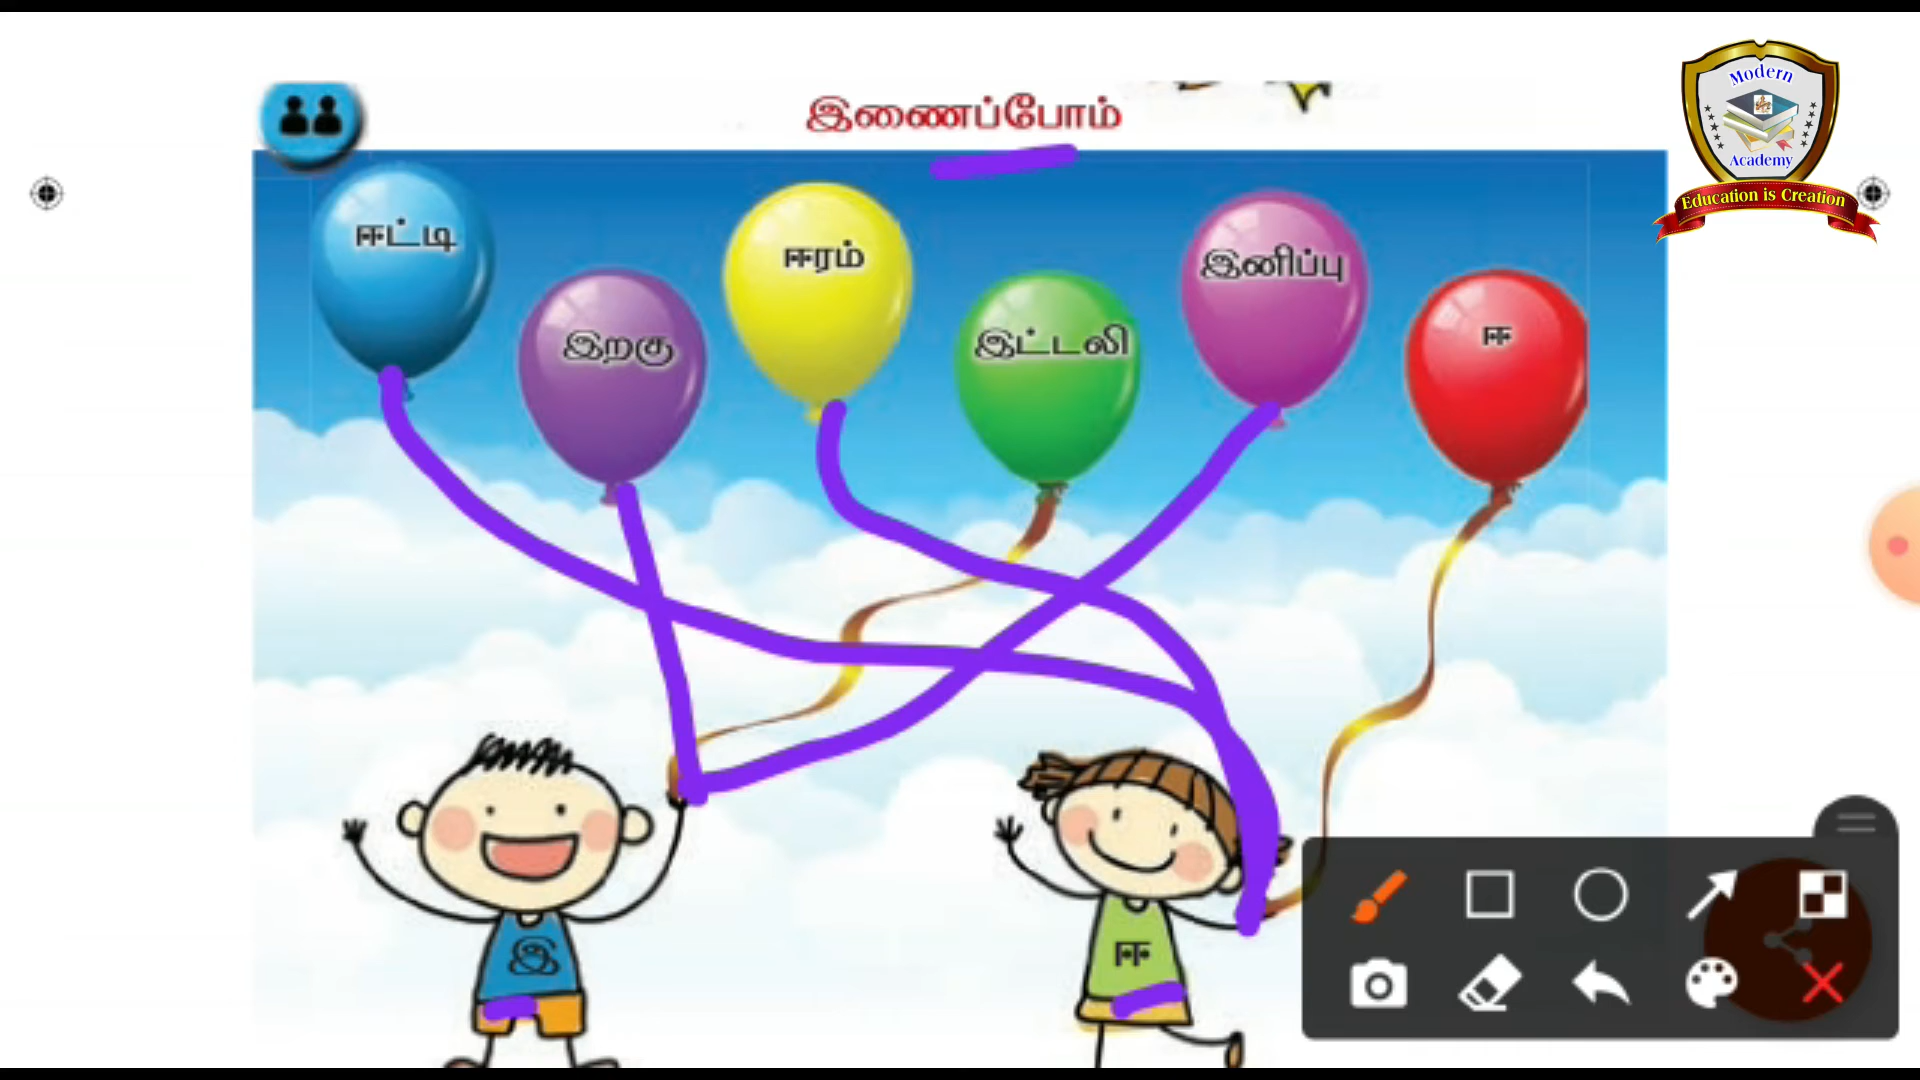 இணைப்போம்
ஈட்டி
இறகு
ஈரம்
இட்டலி
இனிப்பு
ஈ
இ
ஈ
Modern
Academy
Education is Creation